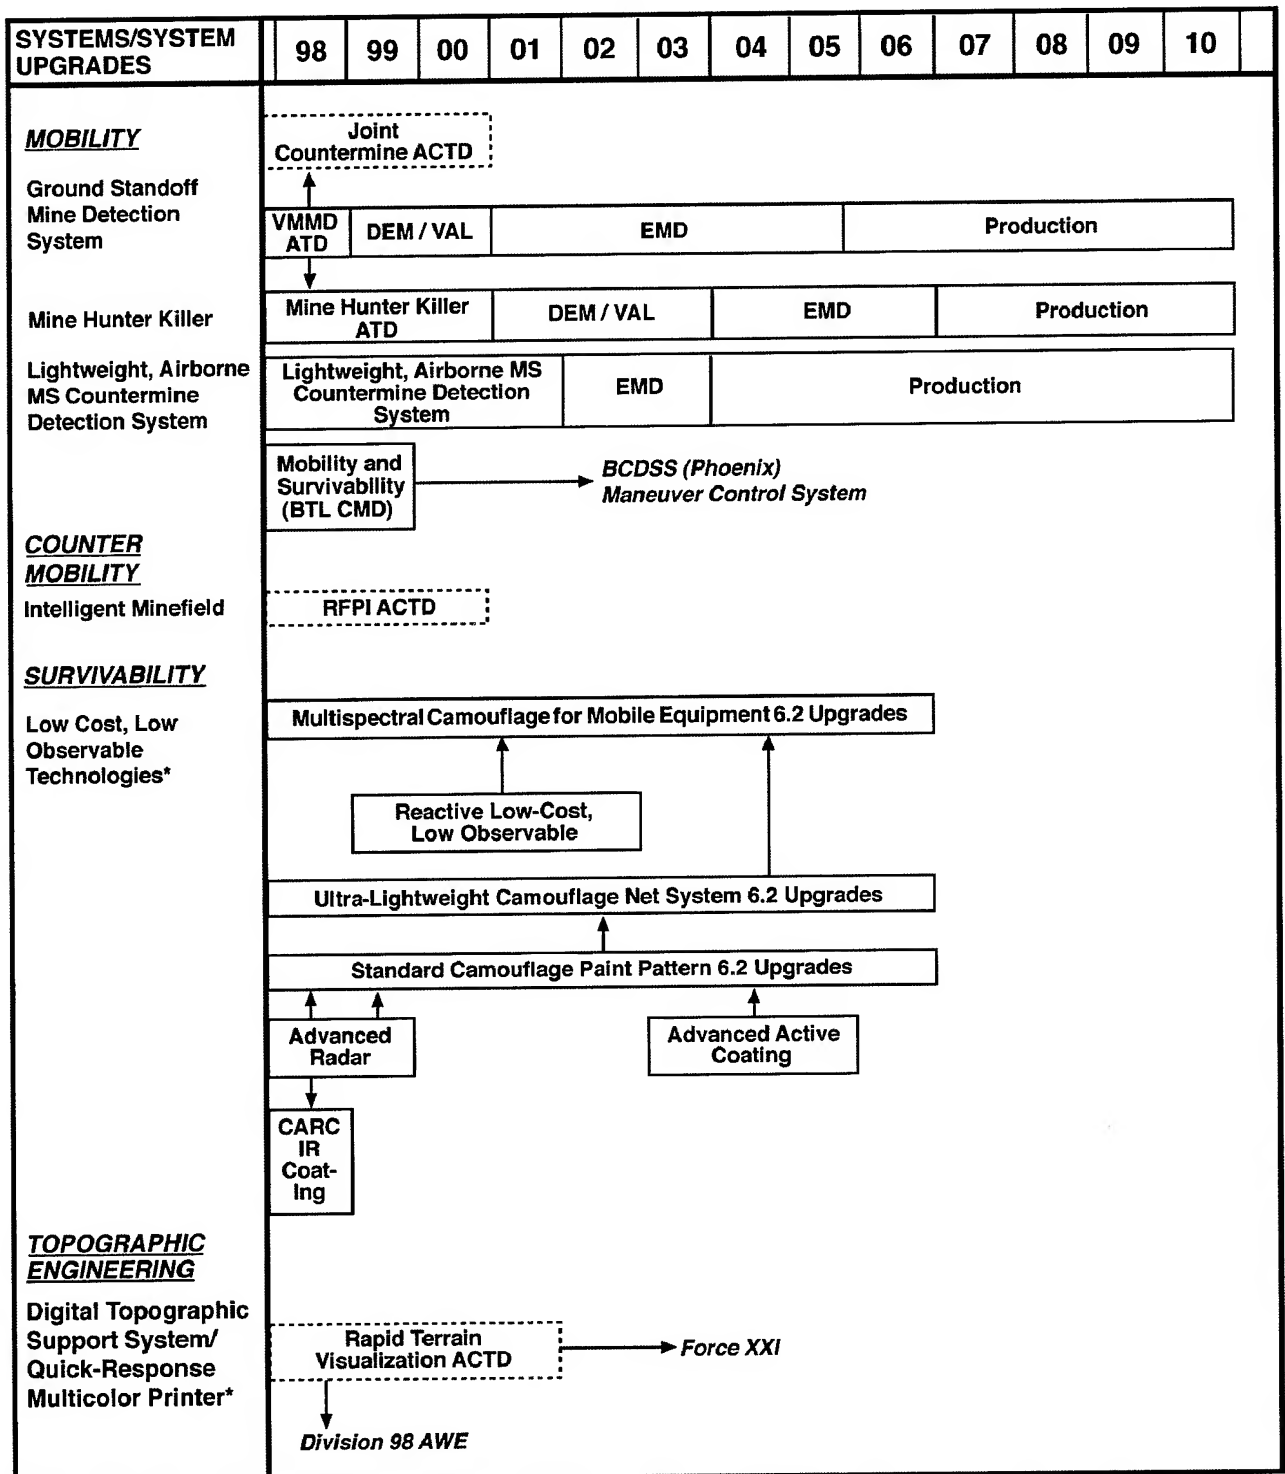 SYSTEMS/SYSTEM
UPGRADES
98 99 00 01 02 03 04 05 06 07 08 09 10
MOBILITY
Joint
Countermine ACTD
Ground Standoff
Mine Detection
System
VMMD
ATD
DEM / VAL
EMD
Production
Mine Hunter Killer
Mine Hunter Killer
ATD
DEM / VAL
EMD
Production
Lightweight, Airborne
MS Countermine
Detection System
Lightweight, Airborne MS
Countermine Detection
System
EMD
Production
Mobility and
Survivability
(BTL CMD)
BCDSS (Phoenix)
Maneuver Control System
COUNTER
MOBILITY
Intelligent Minefield
RFPI ACTD
SURVIVABILITY
Low Cost, Low
Observable
Technologies*
Multispectral Camouflage for Mobile Equipment 6.2 Upgrades
Reactive Low-Cost,
Low Observable
Ultra-Lightweight Camouflage Net System 6.2 Upgrades
Standard Camouflage Paint Pattern 6.2 Upgrades
Advanced
Radar
Advanced Active
Coating
CARC
IR
Coat-
Ing
TOPOGRAPHIC
ENGINEERING
Digital Topographic
Support System/
Quick-Response
Multicolor Printer*
Rapid Terrain
Visualization ACTD
Force XXI
Division 98 AWE